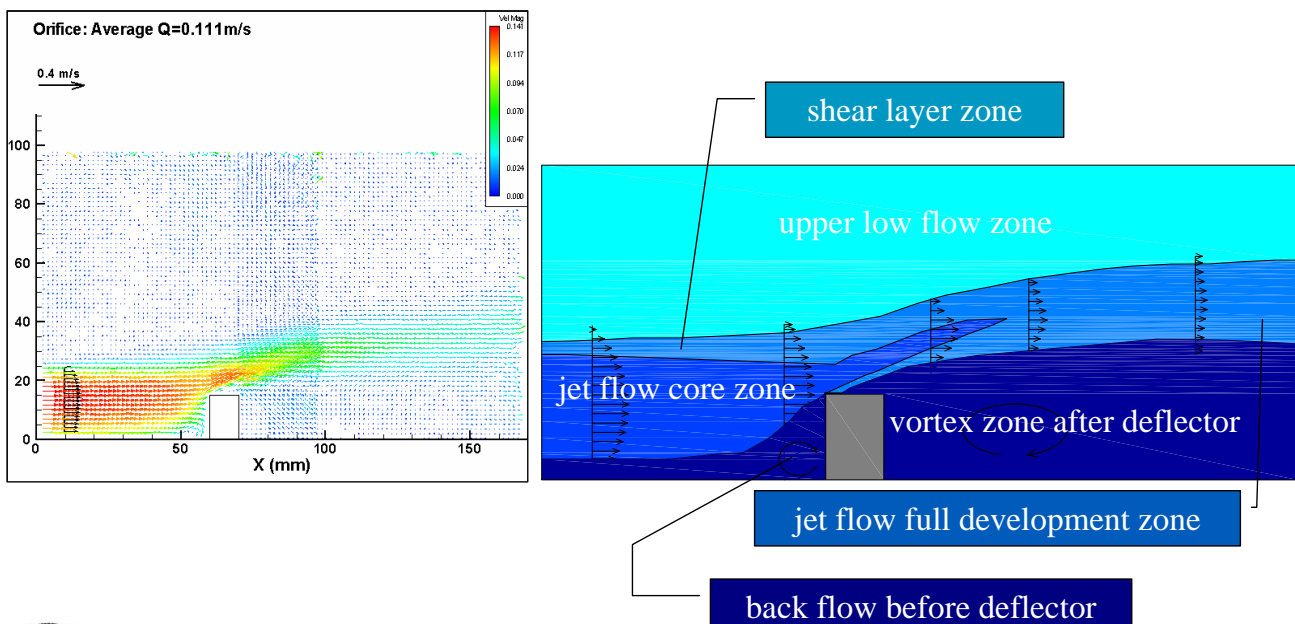 Orifice: Average Q=0.111m/s
Vel Mag
0.141
0.117
0.094
0.070
0.047
0.024
0.000
0.4 m/s
100
80
60
40
20
0
0
50
100
150
X (mm)
shear layer zone
upper low flow zone
jet flow core zone
vortex zone after deflector
jet flow full development zone
back flow before deflector